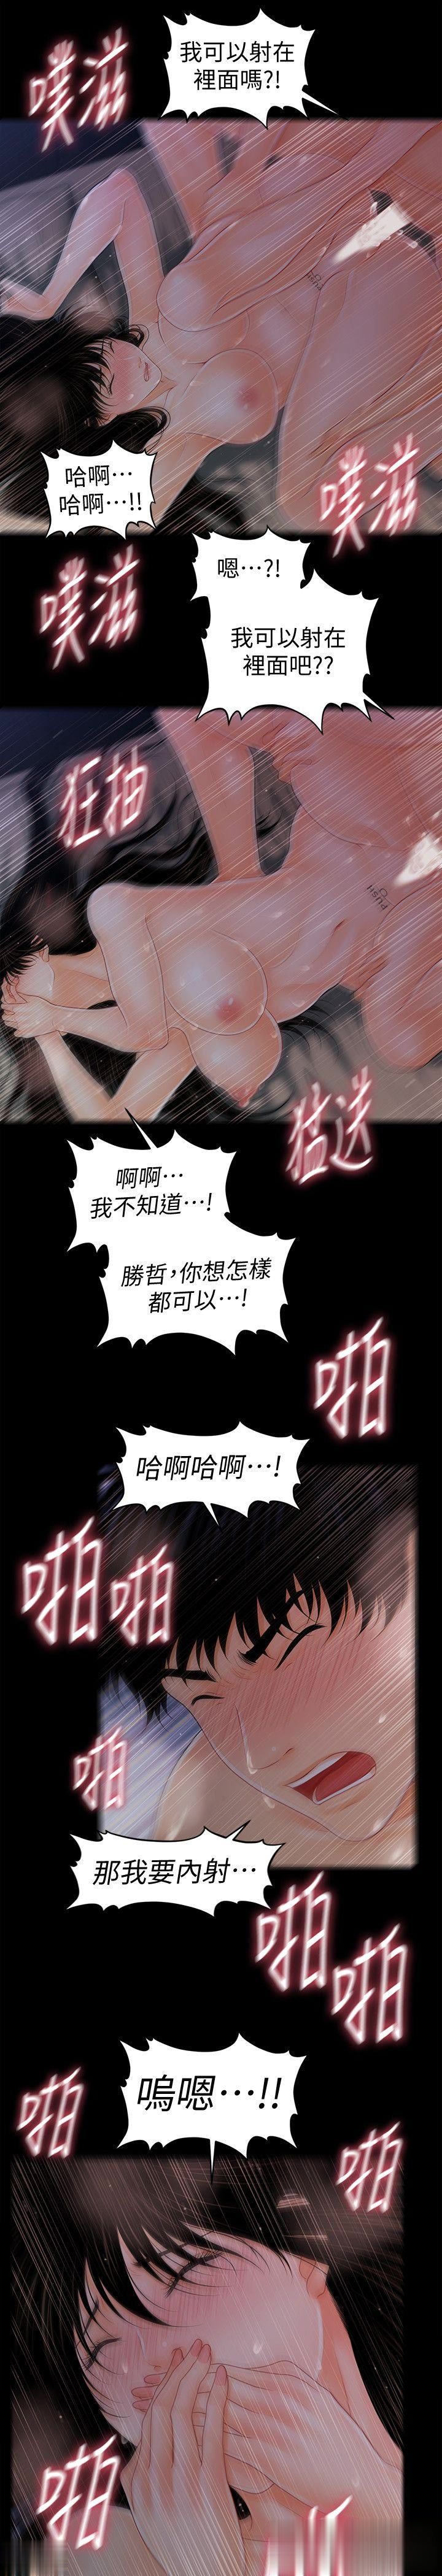 我可以射在
裡面嗎?!
噗滋
哈啊⋯
哈啊⋯!!
噗滋
嗯⋯?!
噗滋
我可以射在
裡面吧??
狂抽
PUSH
猛送
啊啊⋯
我不知道⋯!
勝哲,你想怎樣
都可以⋯!
啪
哈啊哈啊⋯!
啪啪
啪
那我要內射⋯
啪啪
嗚嗯⋯!!
啪
啪
啪